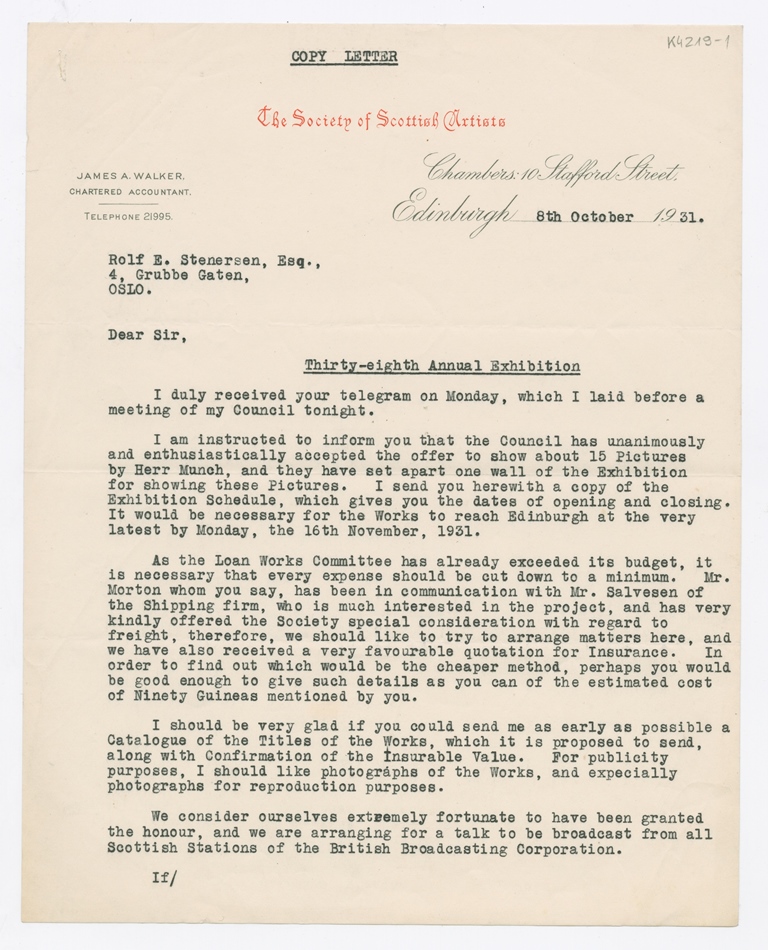 K4219-1
COPY LETTER
The Society of Scottish Artists
JAMES A. WALKER,
CHARTERED ACCOUNTANT.
TELEPHONE 21995.
Chambers: 10 Stafford Street.
Edinburgh 8th October 1931.
Rolf E. Stenersen, Esq.,
4, Grubbe Gaten,
OSLO.
Dear Sir,
Thirty-eighth Annual Exhibition
I duly received your telegram on Monday, which I laid before a
meeting of my Council tonight.
I am instructed to inform you that the Council has unanimously
and enthusiastically accepted the offer to show about 15 Pictures
by Herr Munch, and they have set apart one wall of the Exhibition
for showing these Pictures. I send you herewith a copy of the
Exhibition Schedule, which gives you the dates of opening and closing.
It would be necessary for the Works to reach Edinburgh at the very
latest by Monday, the 16th November, 1931.
As the Loan Works Committee has already exceeded its budget, it
is necessary that every expense should be cut down to a minimum. Mr.
Morton whom you say, has been in communication with Mr. Salvesen of
the Shipping firm, who is much interested in the project, and has very
kindly offered the Society special consideration with regard to
freight, therefore, we should like to try to arrange matters here, and
we have also received a very favourable quotation for Insurance. In
order to find out which would be the cheaper method, perhaps you would
be good enough to give such details as you can of the estimated cost
of Ninety Guineas mentioned by you.
I should be very glad if you could send me as early as possible a
Catalogue of the Titles of the Works, which it is proposed to send,
along with Confirmation of the Insurable Value. For publicity
purposes, I should like photographs of the Works, and expecially
photographs for reproduction purposes.
We consider ourselves extremely fortunate to have been granted
the honour, and we are arranging for a talk to be broadcast from all
Scottish Stations of the British Broadcasting Corporation.
If/